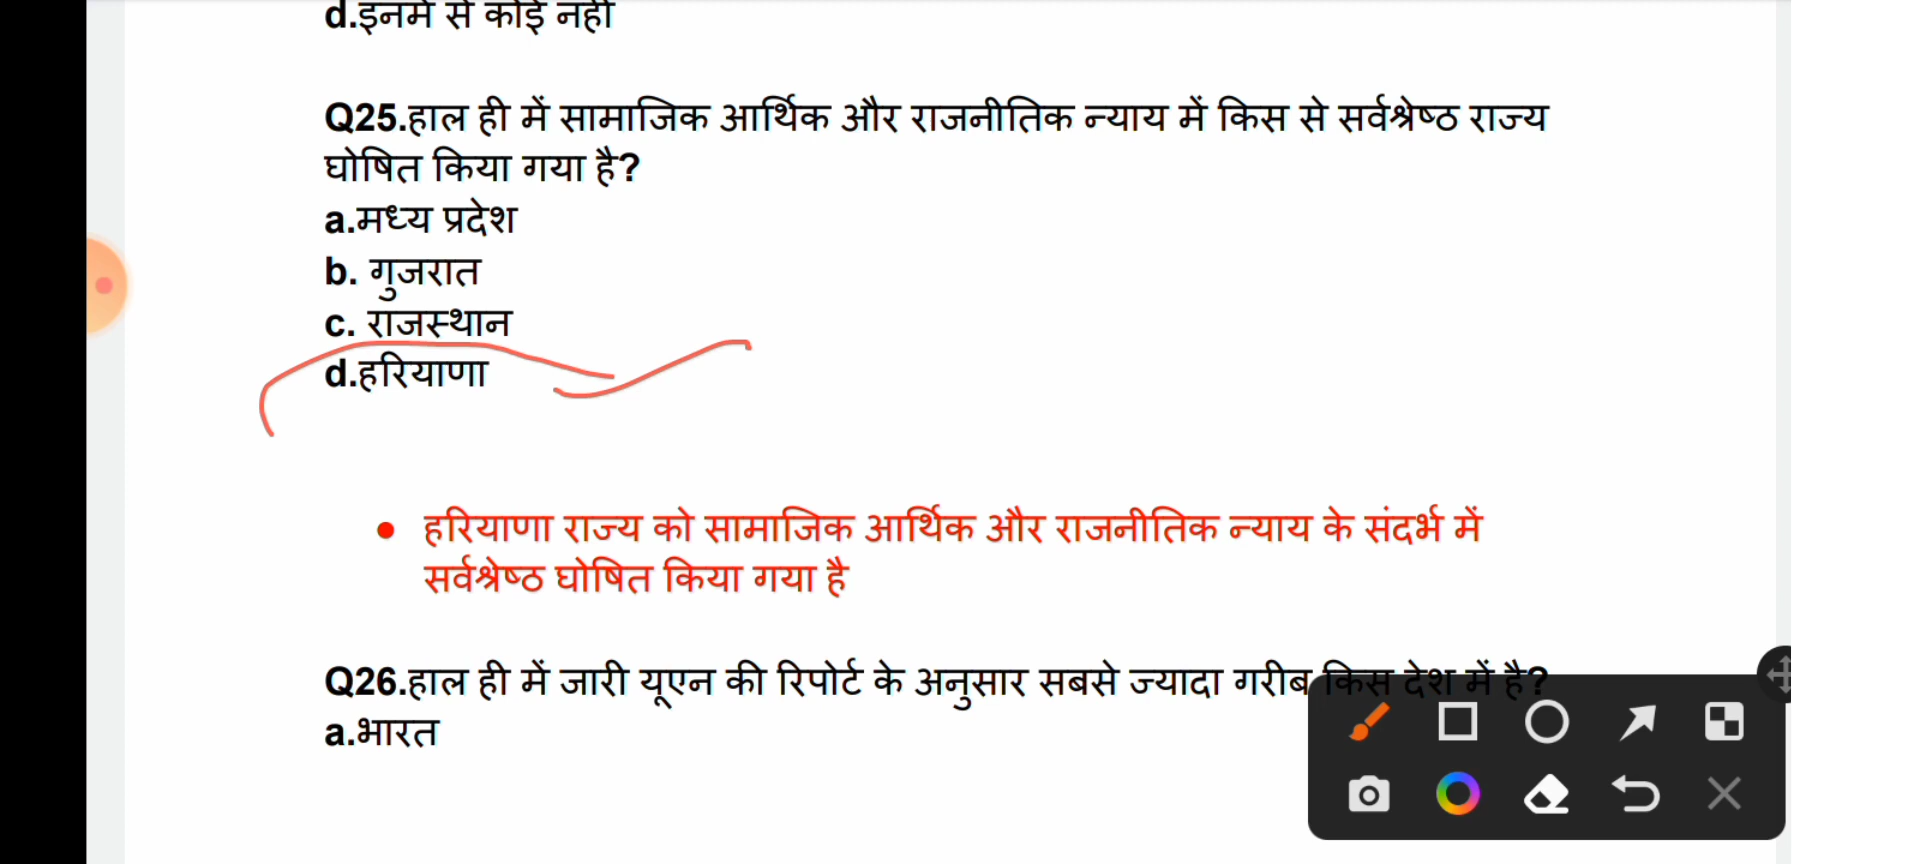 d.इनमें से कोई नहीं
Q25.हाल ही में सामाजिक आर्थिक और राजनीतिक न्याय में किस से सर्वश्रेष्ठ राज्य
घोषित किया गया है?
a.मध्य प्रदेश
b. गुजरात
c. राजस्थान
d.हरियाणा
● हरियाणा राज्य को सामाजिक आर्थिक और राजनीतिक न्याय के संदर्भ में
सर्वश्रेष्ठ घोषित किया गया है
Q26.हाल ही में जारी यूएन की रिपोर्ट के अनुसार सबसे ज्यादा गरीब किस देश में है?
a.भारत